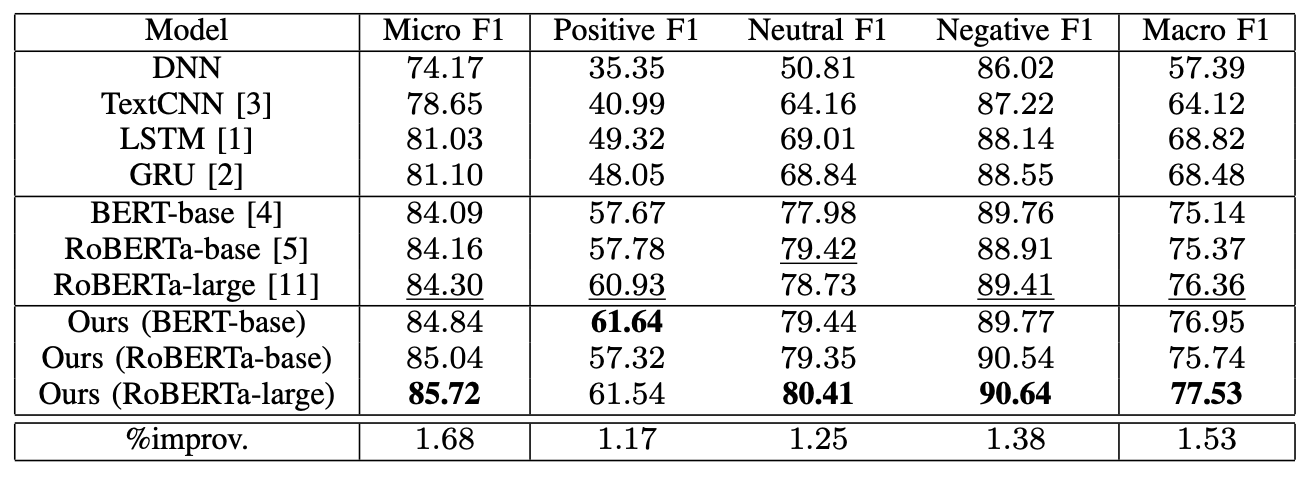 Model Micro F1 Positive F1 Neutral F1 Negative F1 Macro F1
DNN 74.17 35.35 50.81 86.02 57.39
TextCNN [3] 78.65 40.99 64.16 87.22 64.12
LSTM [1] 81.03 49.32 69.01 88.14 68.82
GRU [2] 81.10 48.05 68.84 88.55 68.48
BERT-base [4] 84.09 57.67 77.98 89.76 75.14
RoBERTa-base [5] 84.16 57.78 79.42 88.91 75.37
RoBERTa-large [11] 84.30 60.93 78.73 89.41 76.36
Ours (BERT-base) 84.84 61.64 79.44 89.77 76.95
Ours (RoBERTa-base) 85.04 57.32 79.35 90.54 75.74
Ours (RoBERTa-large) 85.72 61.54 80.41 90.64 77.53
%improv. 1.68 1.17 1.25 1.38 1.53